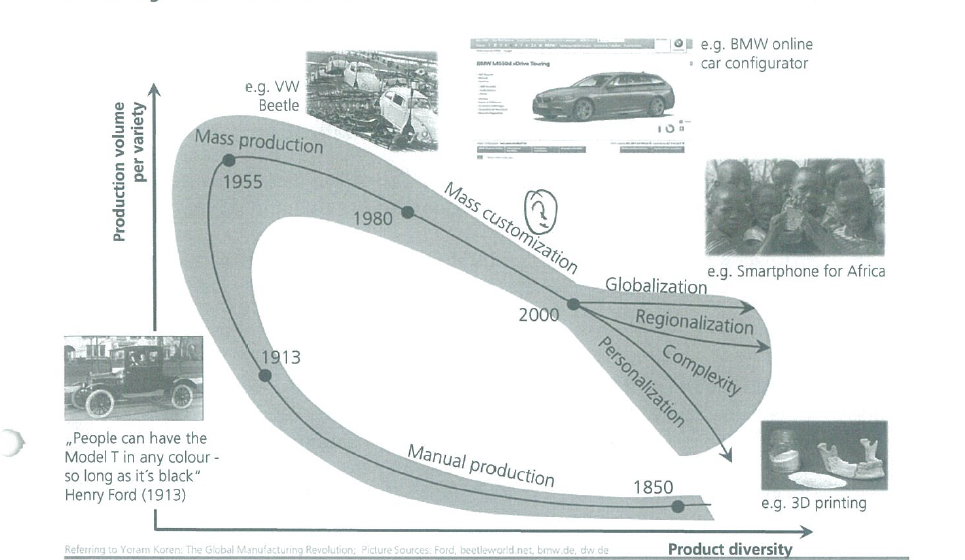 e.g. BMW online
car configurator
e.g. VW
Beetle
Production volume
per variety
Mass production
1955
1980
Mass customization
2
e.g. Smartphone for Africa
Globalization
2000
Regionalization
Complexity
Personalization
1913
„People can have the
Model T in any colour -
so long as it´s black“
Henry Ford (1913)
Manual production
1850
e.g. 3D printing
Product diversity
Referring to Yoram Koren: The Global Manufacturing Revolution; Picture Sources: Ford, beetleworld.net, bmw.de, dw.de